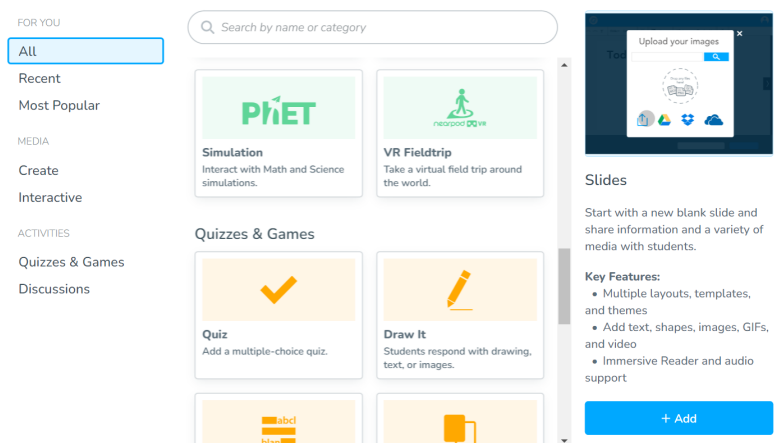 FOR YOU
All
Recent
Most Popular
MEDIA
Create
Interactive
ACTIVITIES
Quizzes & Games
Discussions
Search by name or category
PhET
Simulation
Interact with Math and Science
simulations.
nearpod VR
VR Fieldtrip
Take a virtual field trip around
the world.
Quizzes & Games
Quiz
Add a multiple-choice quiz.
Draw It
Students respond with drawing,
text, or images.
abcl
Upload your images
Slides
Start with a new blank slide and
share information and a variety of
media with students.
Key Features:
• Multiple layouts, templates,
and themes
• Add text, shapes, images, GIFs,
and video
• Immersive Reader and audio
support
+ Add